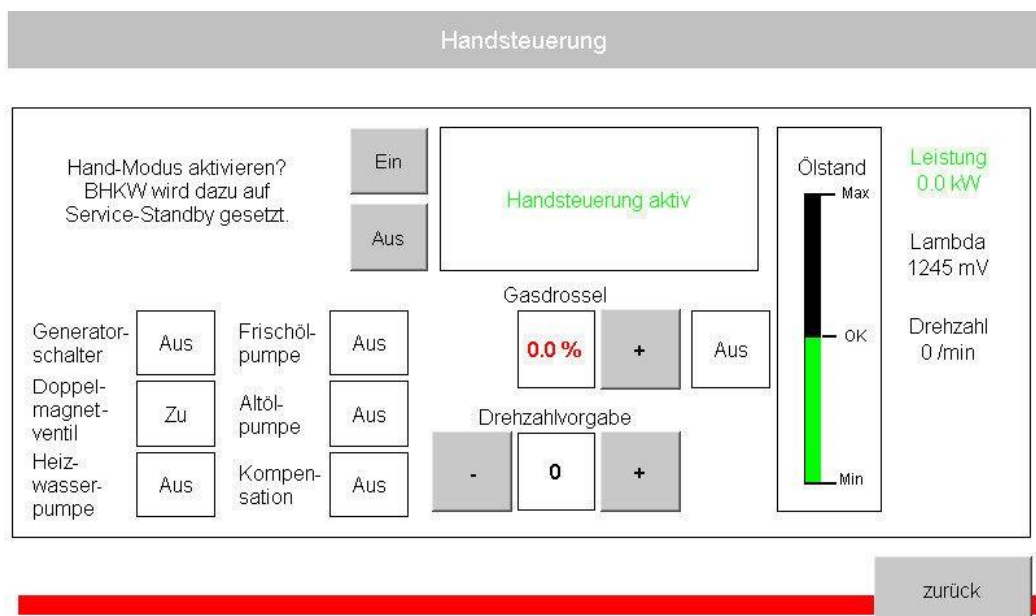 Handsteuerung
Hand-Modus aktivieren?
BHKW wird dazu auf
Service-Standby gesetzt.
Ein
Aus
Handsteuerung aktiv
Ölstand
Max
OK
Min
Leistung
0.0 kW
Lambda
1245 mV
Drehzahl
0 /min
Gasdrossel
0.0 %
+
Aus
Drehzahlvorgabe
-
0
+
Generator-
schalter
Aus
Frischöl-
pumpe
Aus
Doppel-
magnet-
ventil
Zu
Altöl-
pumpe
Aus
Heiz-
wasser-
pumpe
Aus
Kompen-
sation
Aus
zurück